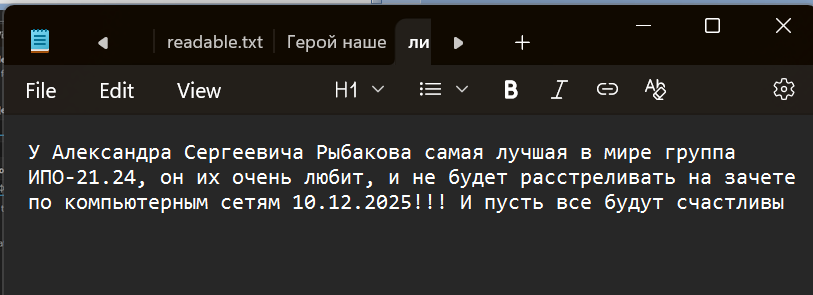 readable.txt
Герой наше
ли
File Edit View H1 B I
У Александра Сергеевича Рыбакова самая лучшая в мире группа
ИПО-21.24, он их очень любит, и не будет расстреливать на зачете
по компьютерным сетям 10.12.2025!!! И пусть все будут счастливы